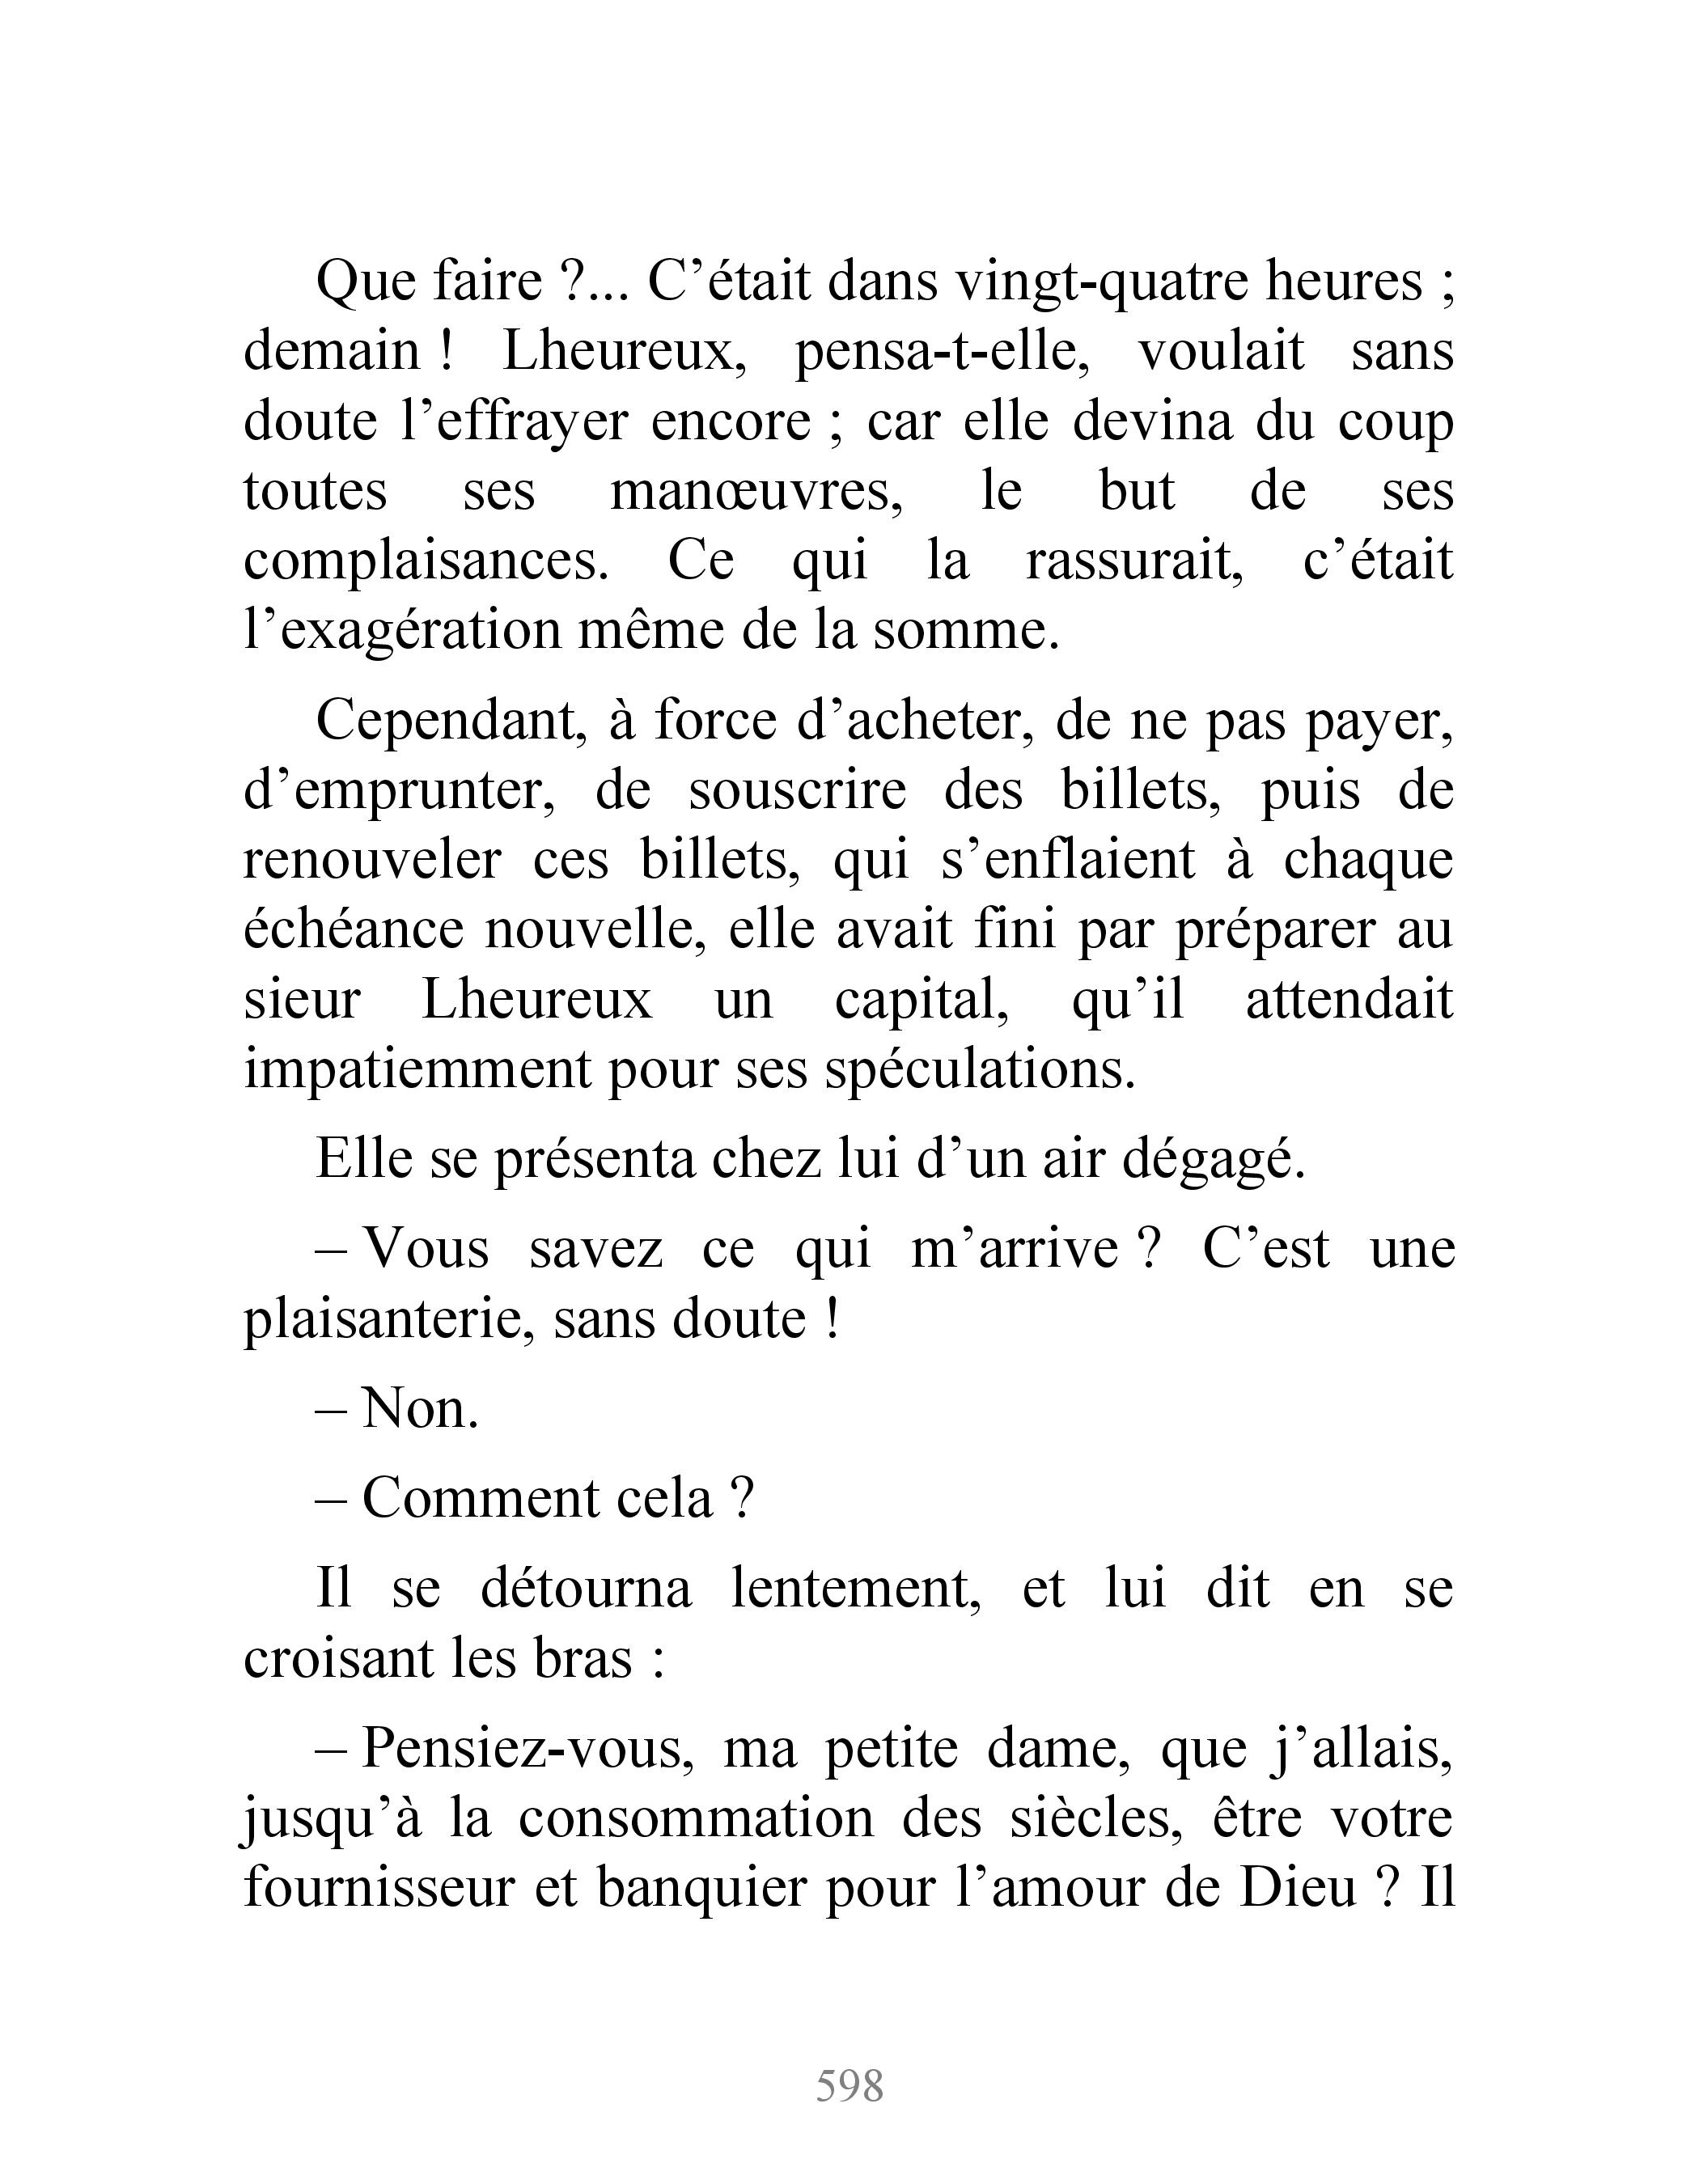 Que faire ?... C’était dans vingt-quatre heures ;
demain ! Lheureux, pensa-t-elle, voulait sans
doute l’effrayer encore ; car elle devina du coup
toutes ses manœuvres, le but de ses
complaisances. Ce qui la rassurait, c’était
l’exagération même de la somme.
Cependant, à force d’acheter, de ne pas payer,
d’emprunter, de souscrire des billets, puis de
renouveler ces billets, qui s’enflaient à chaque
échéance nouvelle, elle avait fini par préparer au
sieur Lheureux un capital, qu’il attendait
impatiemment pour ses spéculations.
Elle se présenta chez lui d’un air dégagé.
– Vous savez ce qui m’arrive ? C’est une
plaisanterie, sans doute !
– Non.
– Comment cela ?
Il se détourna lentement, et lui dit en se
croisant les bras :
– Pensiez-vous, ma petite dame, que j’allais,
jusqu’à la consommation des siècles, être votre
fournisseur et banquier pour l’amour de Dieu ? Il
598